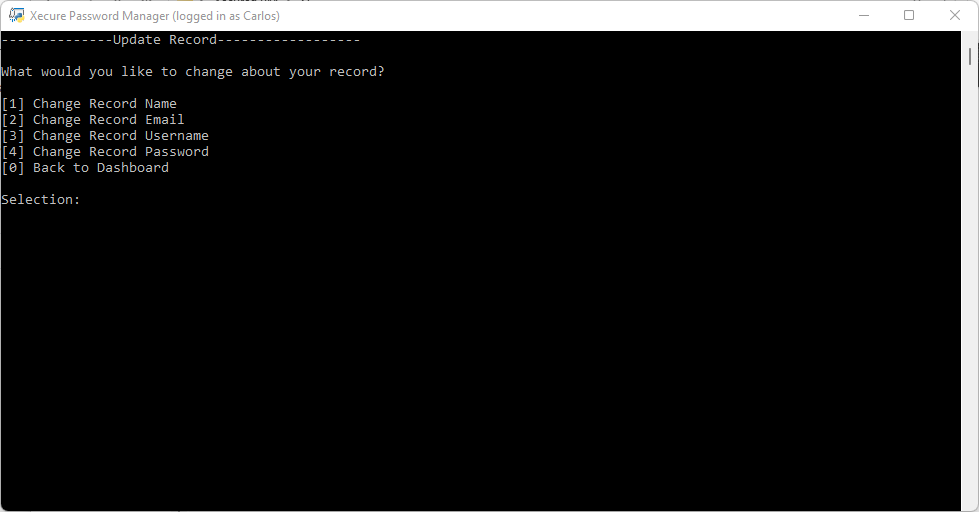 Xecure Password Manager (logged in as Carlos)
--------------Update Record------------------
What would you like to change about your record?
[1] Change Record Name
[2] Change Record Email
[3] Change Record Username
[4] Change Record Password
[0] Back to Dashboard
Selection: